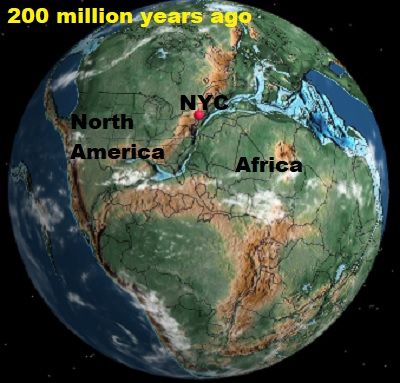 200 million years ago
NYC
North
America
Africa